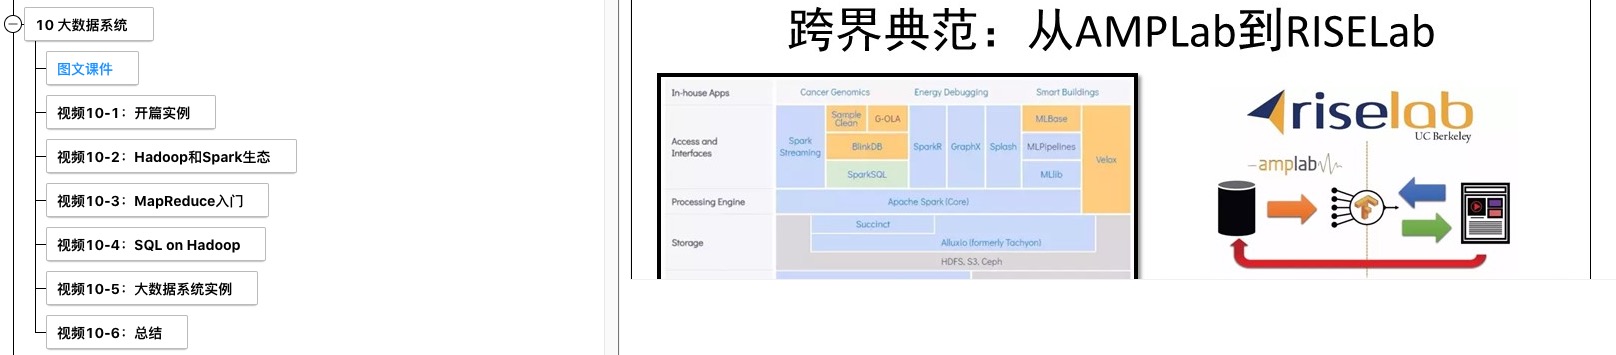 10 大数据系统
图文课件
视频10-1：开篇实例
视频10-2：Hadoop和Spark生态
视频10-3：MapReduce入门
视频10-4：SQL on Hadoop
视频10-5：大数据系统实例
视频10-6：总结
跨界典范：从AMPLab到RISELab
In-house Apps
Cancer Genomics
Energy Debugging
Smart Buildings
Access and
Interfaces
Spark
Streaming
Sample
Clean
G-OLA
BlinkDB
SparkSQL
SparkR
GraphX
Splash
MLBase
MLPipelines
MLlib
Velox
Processing Engine
Apache Spark (Core)
Storage
Succinct
Alluxio (formerly Tachyon)
HDFS, S3, Ceph
riselab
UC Berkeley
amplab